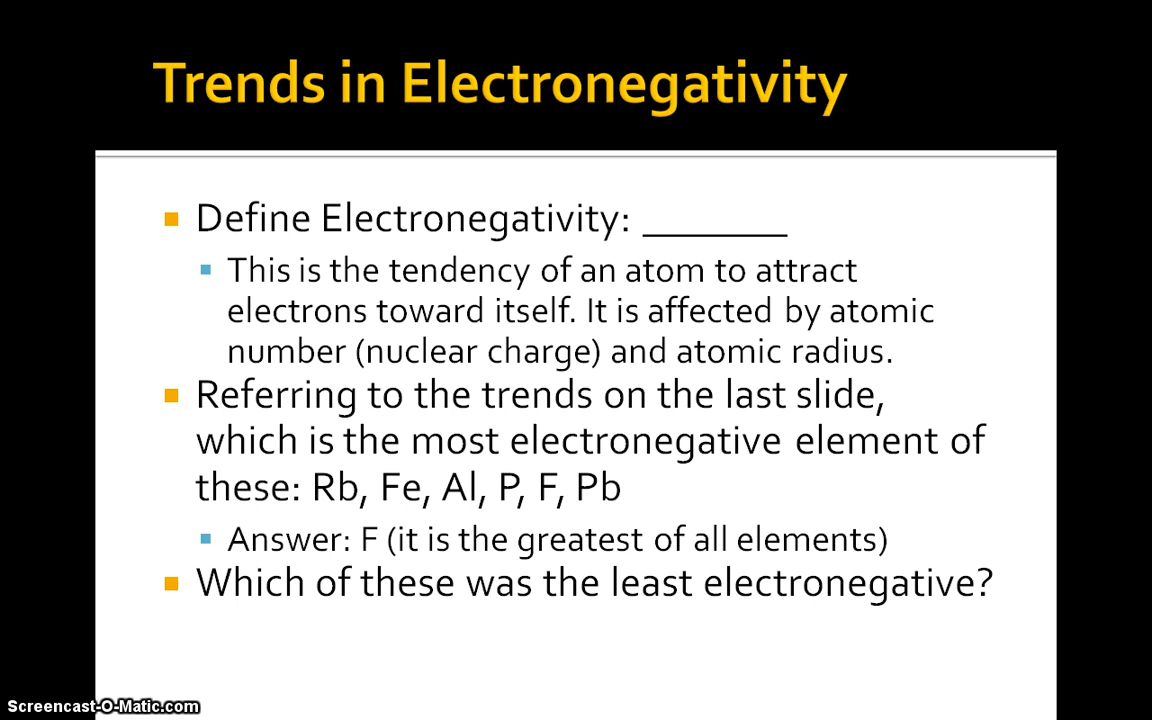 Trends in Electronegativity
Define Electronegativity: ________
This is the tendency of an atom to attract
electrons toward itself. It is affected by atomic
number (nuclear charge) and atomic radius.
Referring to the trends on the last slide,
which is the most electronegative element of
these: Rb, Fe, Al, P, F, Pb
Answer: F (it is the greatest of all elements)
Which of these was the least electronegative?
Screencast-O-Matic.com